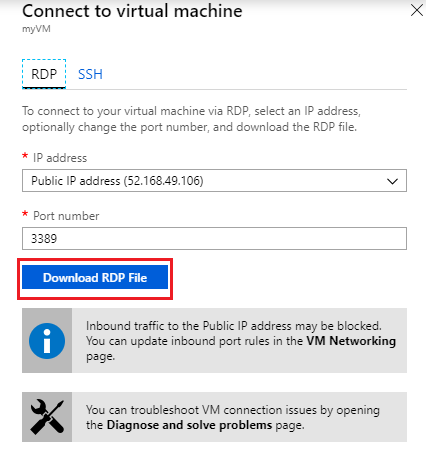 Connect to virtual machine
myVM
RDP SSH
To connect to your virtual machine via RDP, select an IP address,
optionally change the port number, and download the RDP file.
* IP address
Public IP address (52.168.49.106)
* Port number
3389
Download RDP File
Inbound traffic to the Public IP address may be blocked.
You can update inbound port rules in the VM Networking
page.
You can troubleshoot VM connection issues by opening
the Diagnose and solve problems page.